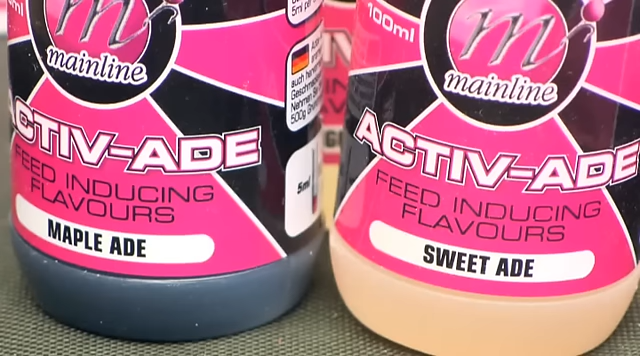 mainline
ACTIV-ADE
FEED INDUCING
FLAVOURS
MAPLE ADE
5ml
100ml
mainline
ACTIV-ADE
FEED INDUCING
FLAVOURS
SWEET ADE